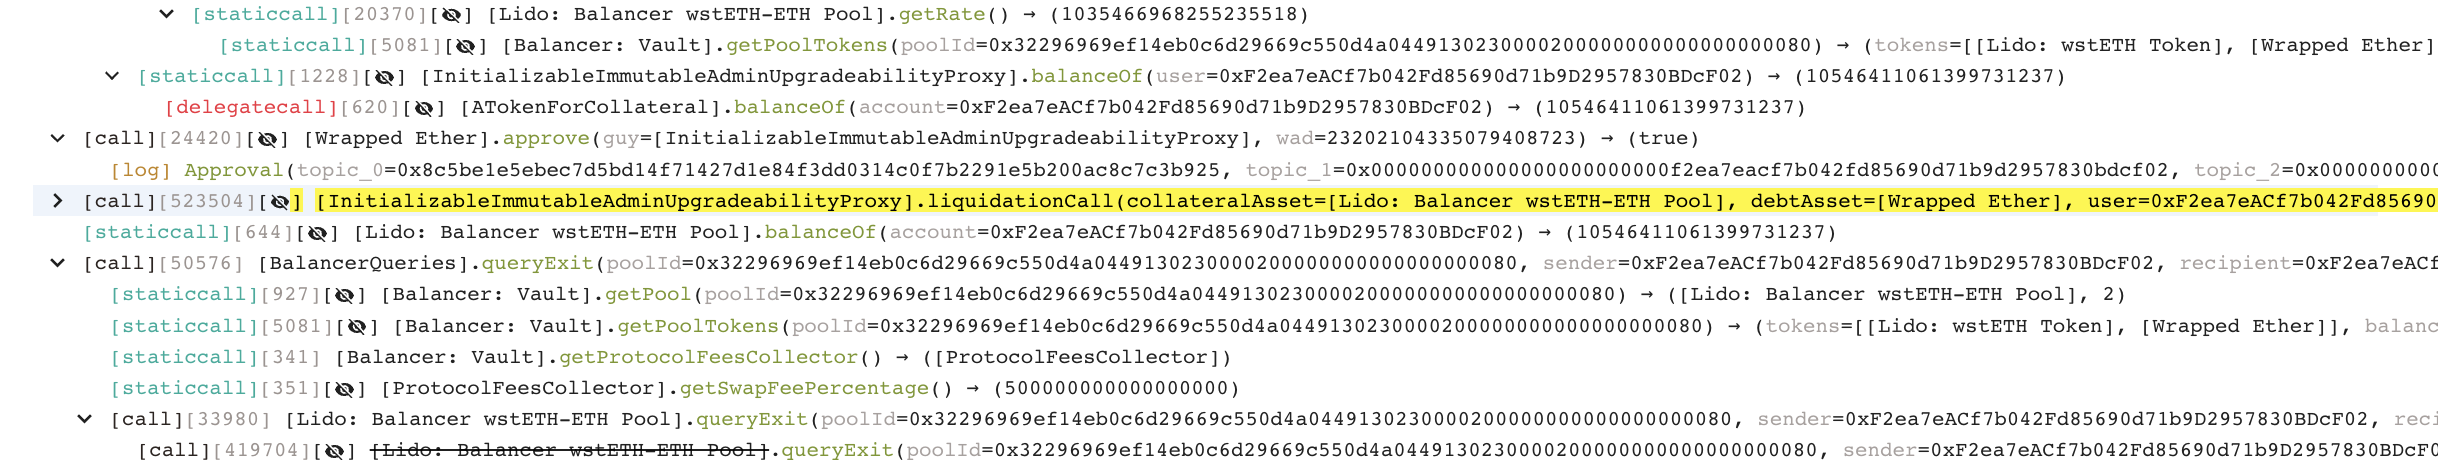 [staticcall][20370][] [Lido: Balancer wstETH-ETH Pool].getRate() → (1035466968255235518)
[staticcall][5081][] [Balancer: Vault].getPoolTokens(poolId=0x32296969ef14eb0c6d29669c550d4a0449130230000200000000000000000080) → (tokens=[[Lido: wstETH Token], [Wrapped Ether]
[staticcall][1228][] [InitializableImmutableAdminUpgradeabilityProxy].balanceOf(user=0xF2ea7eACf7b042Fd85690d71b9D2957830BDcF02) → (10546411061399731237)
[delegatecall][620][] [ATokenForCollateral].balanceOf(account=0xF2ea7eACf7b042Fd85690d71b9D2957830BDcF02) → (10546411061399731237)
[call][24420][] [Wrapped Ether].approve(guy=[InitializableImmutableAdminUpgradeabilityProxy], wad=2320210433507940872​3) → (true)
[log] Approval(topic_0=0x8c5be1e5ebec7d5bd14f71427d1e84f3dd0314c0f7b2291e5b200ac8c7c3b925, topic_1=0x000000000000000000000000f2ea7eacf7b042fd85690d71b9d2957830bdcf02, topic_2=0x0000000000
[call][523504][] [InitializableImmutableAdminUpgradeabilityProxy].liquidationCall(collateralAsset=[Lido: Balancer wstETH-ETH Pool], debtAsset=[Wrapped Ether], user=0xF2ea7eACf7b042Fd85690
[staticcall][644][] [Lido: Balancer wstETH-ETH Pool].balanceOf(account=0xF2ea7eACf7b042Fd85690d71b9D2957830BDcF02) → (10546411061399731237)
[call][50576] [BalancerQueries].queryExit(poolId=0x32296969ef14eb0c6d29669c550d4a0449130230000200000000000000000080, sender=0xF2ea7eACf7b042Fd85690d71b9D2957830BDcF02, recipient=0xF2ea7eACf
[staticcall][927][] [Balancer: Vault].getPool(poolId=0x32296969ef14eb0c6d29669c550d4a0449130230000200000000000000000080) → ([Lido: Balancer wstETH-ETH Pool], 2)
[staticcall][5081][] [Balancer: Vault].getPoolTokens(poolId=0x32296969ef14eb0c6d29669c550d4a0449130230000200000000000000000080) → (tokens=[[Lido: wstETH Token], [Wrapped Ether]], balanc
[staticcall][341] [Balancer: Vault].getProtocolFeesCollector() → ([ProtocolFeesCollector])
[staticcall][351][] [ProtocolFeesCollector].getSwapFeePercentage() → (500000000000000000)
[call][33980] [Lido: Balancer wstETH-ETH Pool].queryExit(poolId=0x32296969ef14eb0c6d29669c550d4a0449130230000200000000000000000080, sender=0xF2ea7eACf7b042Fd85690d71b9D2957830BDcF02, reci
[call][419704][] [Lido: Balancer wstETH-ETH Pool].queryExit(poolId=0x32296969ef14eb0c6d29669c550d4a0449130230000200000000000000000080, sender=0xF2ea7eACf7b042Fd85690d71b9D2957830BDcF0